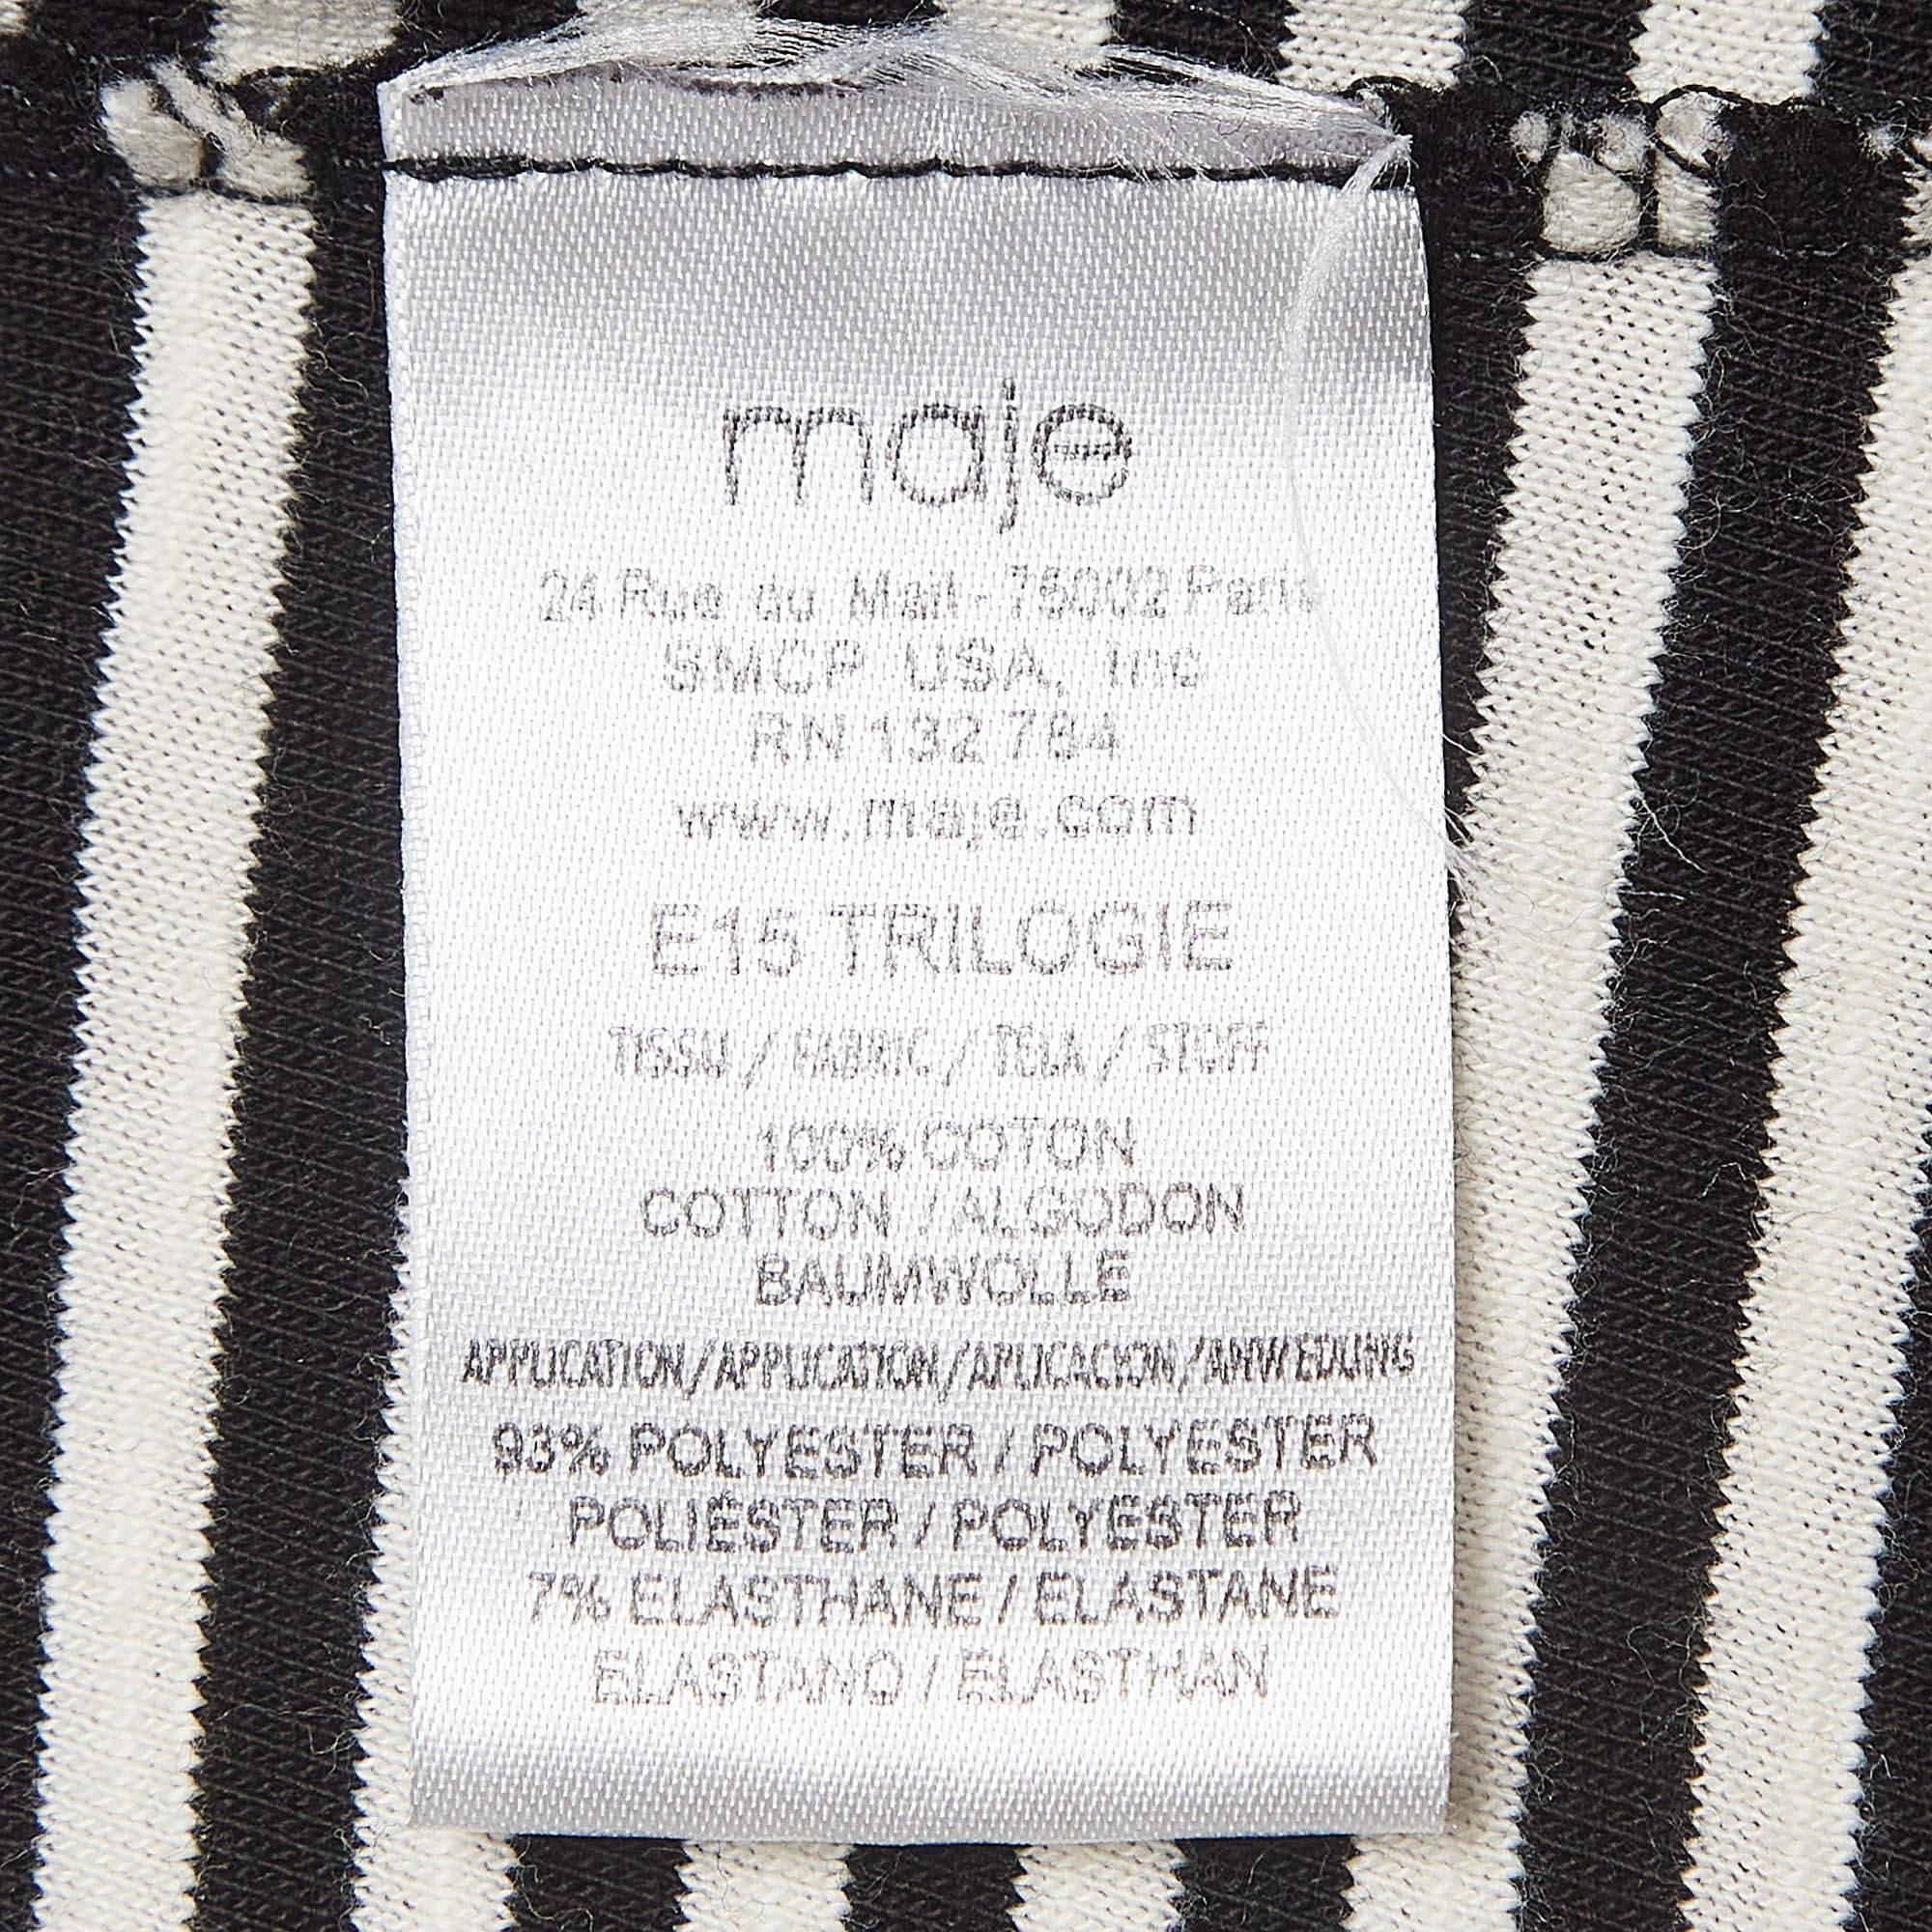 maje
24 Rue du Mail - 75002 Paris
SMCP USA, Inc
RN 132 784
www.maje.com
E15 TRILOGIE
TISSU / FABRIC / TELA / STOFF
100% COTON
COTTON / ALGODON
BAUMWOLLE
APPLICATION/APPLICATION/APLICACION/ANWEDUNG
93% POLYESTER / POLYESTER
POLIÉSTER / POLYESTER
7% ELASTHANE / ELASTANE
ELASTANO / ELASTHAN